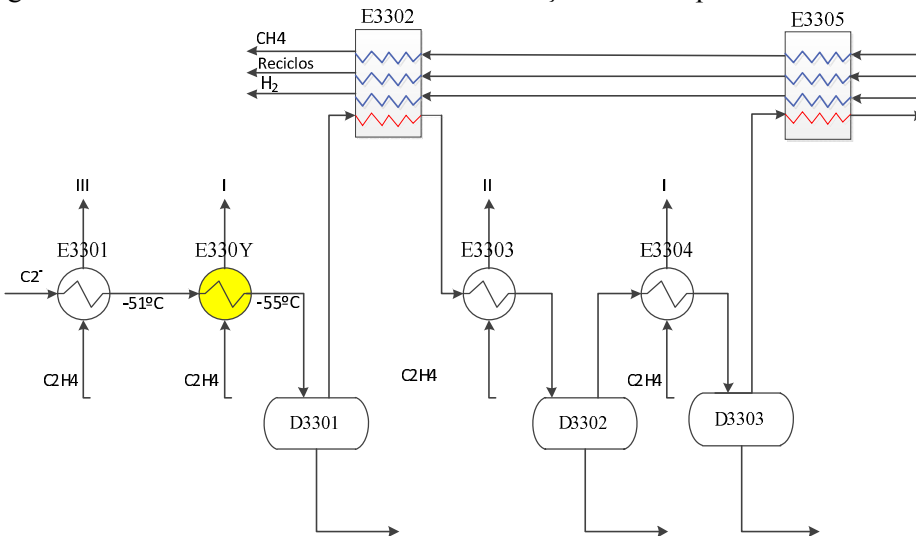 E3302
E3305
CH4
Reciclos
H2
III
I
II
I
E3301
E330Y
E3303
E3304
C2-
-51ºC
-55ºC
C2H4
C2H4
C2H4
C2H4
D3301
D3302
D3303